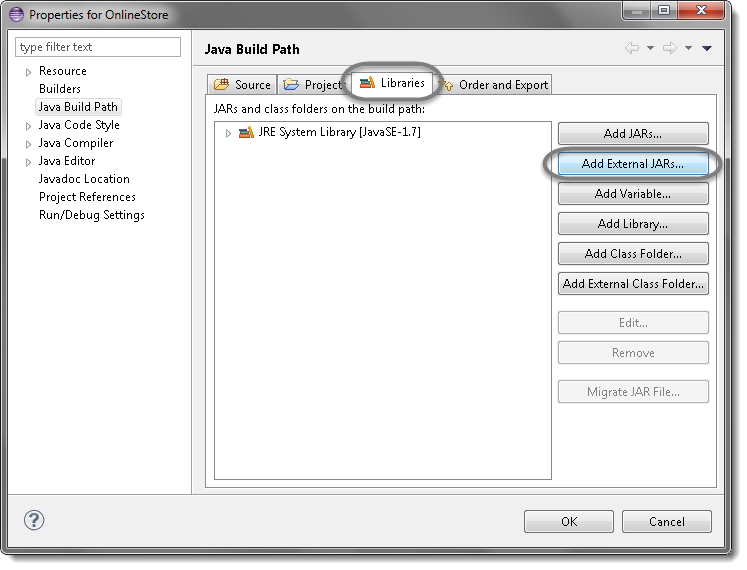 Properties for OnlineStore
type filter text
Resource
Builders
Java Build Path
Java Code Style
Java Compiler
Java Editor
Javadoc Location
Project References
Run/Debug Settings
Java Build Path
Source
Project
Libraries
Order and Export
JARs and class folders on the build path:
JRE System Library [JavaSE-1.7]
Add JARs...
Add External JARs...
Add Variable...
Add Library...
Add Class Folder...
Add External Class Folder...
Edit...
Remove
Migrate JAR File...
?
OK
Cancel